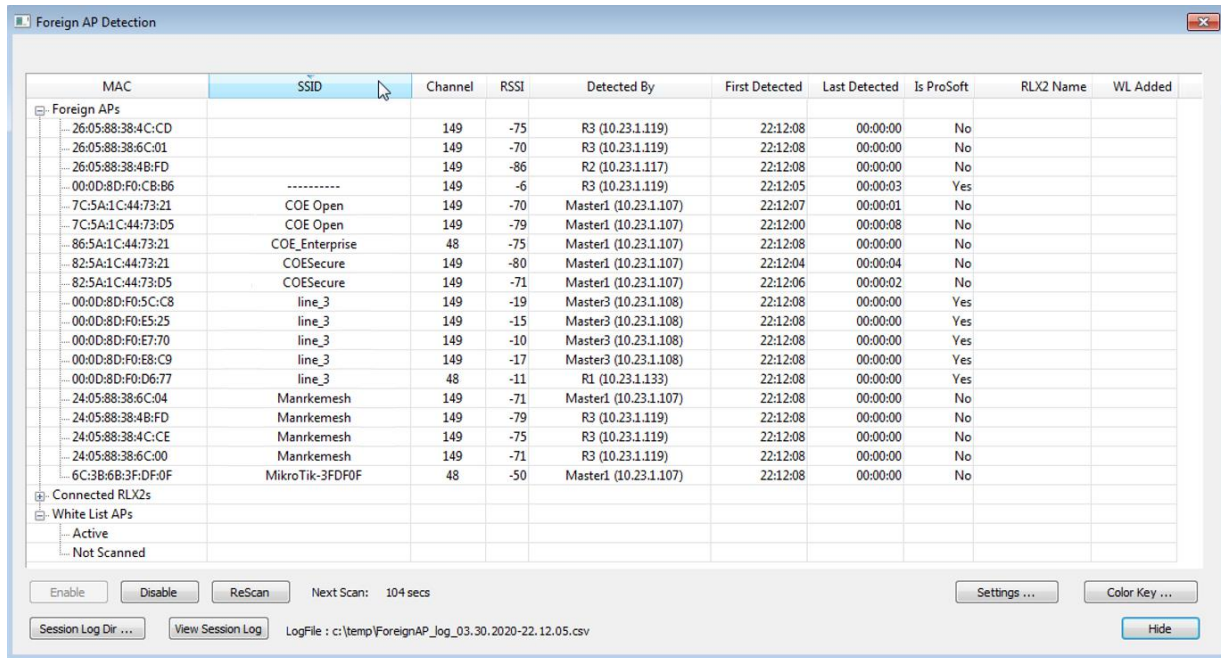 Foreign AP Detection
MAC SSID Channel RSSI Detected By First Detected Last Detected Is ProSoft RLX2 Name WL Added
Foreign APs
26:05:88:38:4C:CD 149 -75 R3 (10.23.1.119) 22:12:08 00:00:00 No
26:05:88:38:6C:01 149 -70 R3 (10.23.1.119) 22:12:08 00:00:00 No
26:05:88:38:4B:FD 149 -86 R2 (10.23.1.117) 22:12:08 00:00:00 No
00:0D:8D:F0:CB:B6 ---------- 149 -6 R3 (10.23.1.119) 22:12:05 00:00:03 Yes
7C:5A:1C:44:73:21 COE Open 149 -70 Master1 (10.23.1.107) 22:12:07 00:00:01 No
7C:5A:1C:44:73:D5 COE Open 149 -79 Master1 (10.23.1.107) 22:12:00 00:00:08 No
86:5A:1C:44:73:21 COE_Enterprise 48 -75 Master1 (10.23.1.107) 22:12:08 00:00:00 No
82:5A:1C:44:73:21 COESecure 149 -80 Master1 (10.23.1.107) 22:12:04 00:00:04 No
82:5A:1C:44:73:D5 COESecure 149 -71 Master1 (10.23.1.107) 22:12:06 00:00:02 No
00:0D:8D:F0:5C:C8 line_3 149 -19 Master3 (10.23.1.108) 22:12:08 00:00:00 Yes
00:0D:8D:F0:E5:25 line_3 149 -15 Master3 (10.23.1.108) 22:12:08 00:00:00 Yes
00:0D:8D:F0:E7:70 line_3 149 -10 Master3 (10.23.1.108) 22:12:08 00:00:00 Yes
00:0D:8D:F0:E8:C9 line_3 149 -17 Master3 (10.23.1.108) 22:12:08 00:00:00 Yes
00:0D:8D:F0:D6:77 line_3 48 -11 R1 (10.23.1.133) 22:12:08 00:00:00 Yes
24:05:88:38:6C:04 Manrkemesh 149 -71 Master1 (10.23.1.107) 22:12:08 00:00:00 No
24:05:88:38:4B:FD Manrkemesh 149 -79 R3 (10.23.1.119) 22:12:08 00:00:00 No
24:05:88:38:4C:CE Manrkemesh 149 -75 R3 (10.23.1.119) 22:12:08 00:00:00 No
24:05:88:38:6C:00 Manrkemesh 149 -71 R3 (10.23.1.119) 22:12:08 00:00:00 No
6C:3B:6B:3F:DF:0F MikroTik-3FDF0F 48 -50 Master1 (10.23.1.107) 22:12:08 00:00:00 No
Connected RLX2s
White List APs
Active
Not Scanned
Enable Disable ReScan Next Scan: 104 secs Settings ... Color Key ...
Session Log Dir ... View Session Log LogFile : c:\temp\ForeignAP_log_03.30.2020-22.12.05.csv Hide